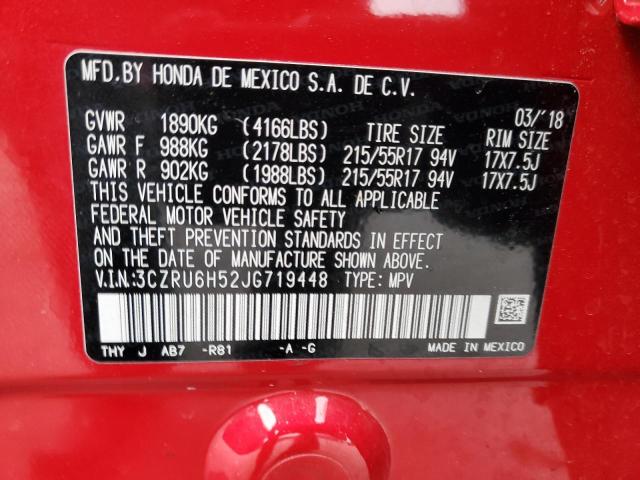 MFD.BY HONDA DE MEXICO S.A. DE C.V.
03/'18
GVWR 1890KG (4166LBS) TIRE SIZE RIM SIZE
GAWR F 988KG (2178LBS) 215/55R17 94V 17X7.5J
GAWR R 902KG (1988LBS) 215/55R17 94V 17X7.5J
THIS VEHICLE CONFORMS TO ALL APPLICABLE
FEDERAL MOTOR VEHICLE SAFETY
AND THEFT PREVENTION STANDARDS IN EFFECT
ON THE DATE OF MANUFACTURE SHOWN ABOVE.
V.I.N:3CZRU6H52JG719448 TYPE: MPV
THY J AB7 -R81 -A -G MADE IN MEXICO